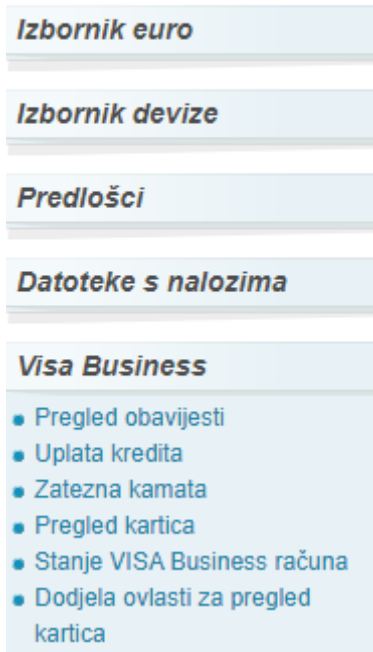 Izbornik euro
Izbornik devize
Predlošci
Datoteke s nalozima
Visa Business
Pregled obavijesti
Uplata kredita
Zatezna kamata
Pregled kartica
Stanje VISA Business računa
Dodjela ovlasti za pregled
kartica